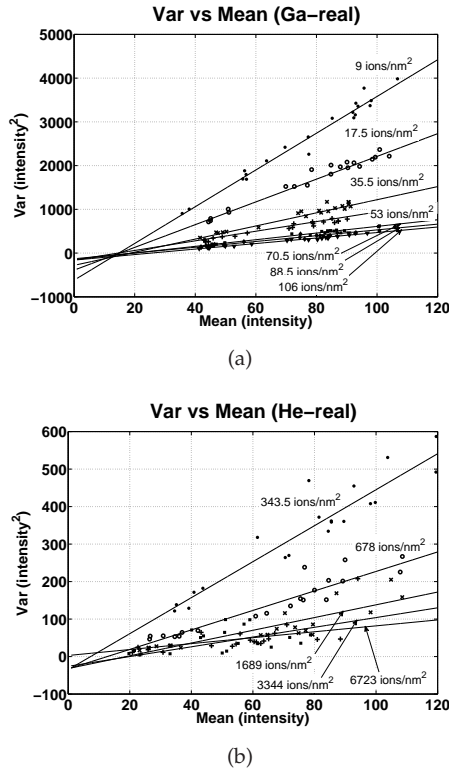 Var vs Mean (Ga−real)
5000
4000
3000
2000
1000
0
−1000
Var (intensity²)
9 ions/nm²
17.5 ions/nm²
35.5 ions/nm²
53 ions/nm²
70.5 ions/nm²
88.5 ions/nm²
106 ions/nm²
0 20 40 60 80 100 120
Mean (intensity)
(a)
Var vs Mean (He−real)
600
500
400
300
200
100
0
−100
Var (intensity²)
343.5 ions/nm²
678 ions/nm²
1689 ions/nm²
3344 ions/nm²
6723 ions/nm²
0 20 40 60 80 100 120
Mean (intensity)
(b)